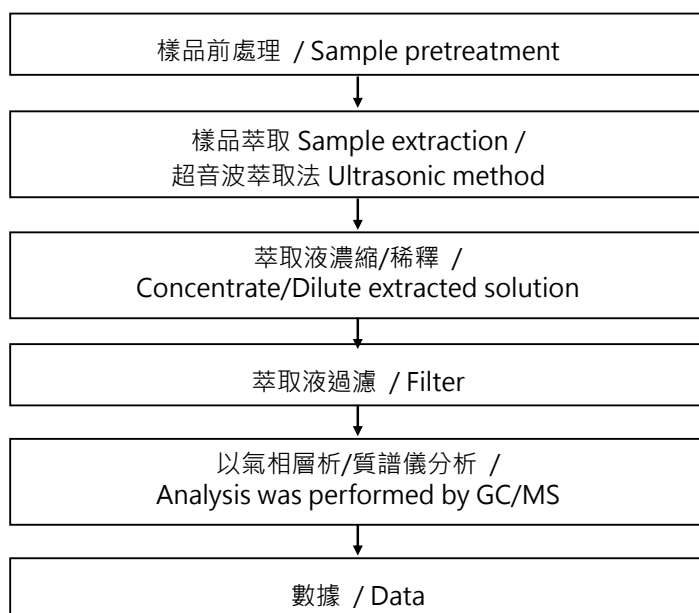 樣品前處理 / Sample pretreatment
樣品萃取 Sample extraction /
超音波萃取法 Ultrasonic method
萃取液濃縮/稀釋 /
Concentrate/Dilute extracted solution
萃取液過濾 / Filter
以氣相層析/質譜儀分析 /
Analysis was performed by GC/MS
數據 / Data